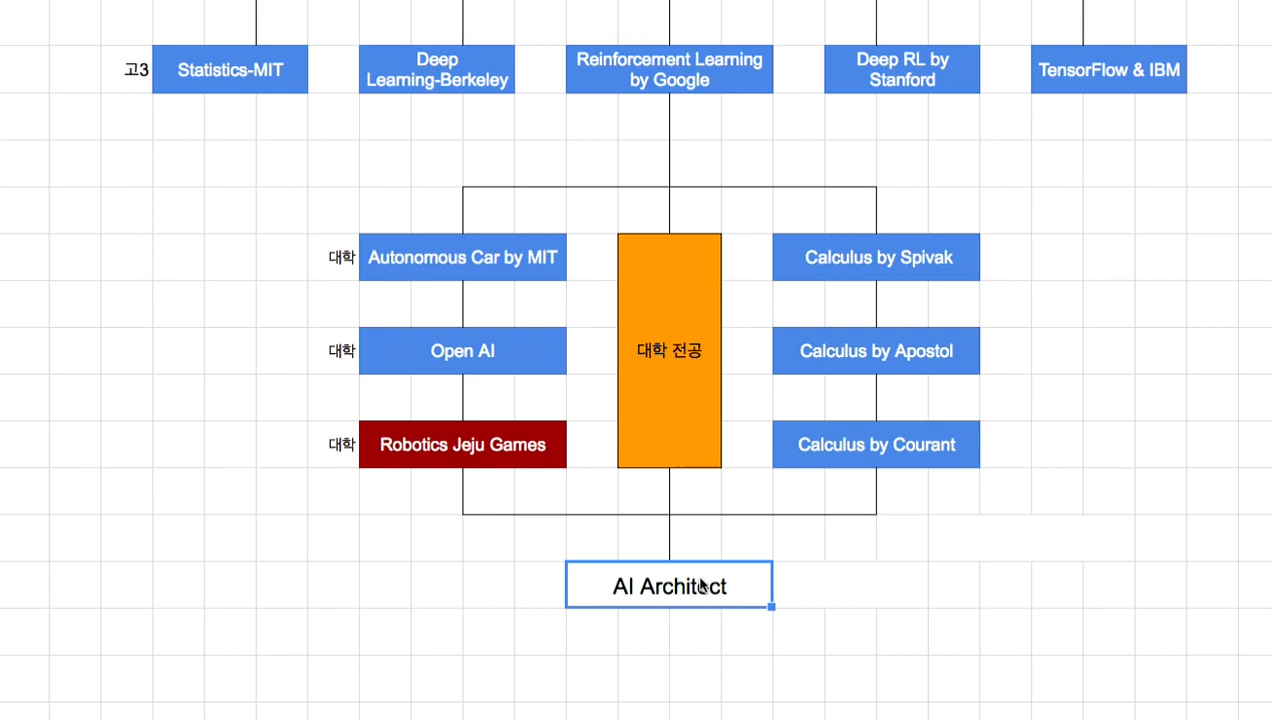 고3
Statistics-MIT
Deep
Learning-Berkeley
Reinforcement Learning
by Google
Deep RL by
Stanford
TensorFlow & IBM
대학
Autonomous Car by MIT
Calculus by Spivak
대학
Open AI
대학 전공
Calculus by Apostol
대학
Robotics Jeju Games
Calculus by Courant
AI Architect